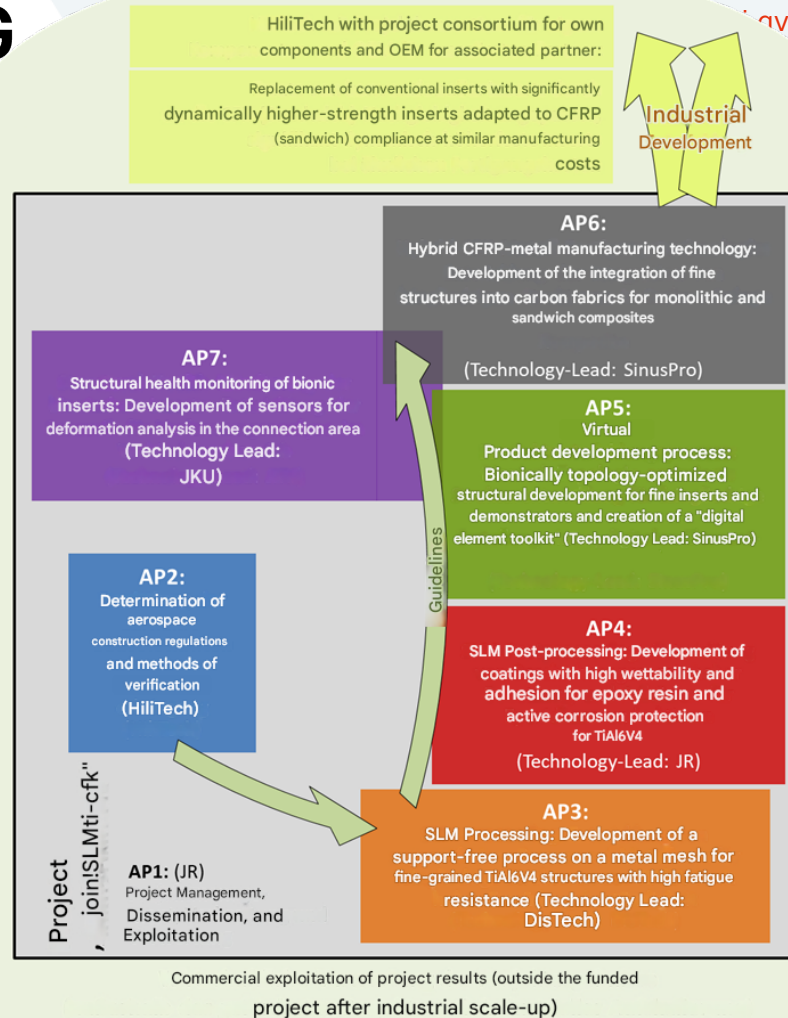 G
HiliTech with project consortium for own
components and OEM for associated partner:
Replacement of conventional inserts with significantly
dynamically higher-strength inserts adapted to CFRP
(sandwich) compliance at similar manufacturing
costs
Industrial
Development
AP6:
Hybrid CFRP-metal manufacturing technology:
Development of the integration of fine
structures into carbon fabrics for monolithic and
sandwich composites
(Technology-Lead: SinusPro)
AP7:
Structural health monitoring of bionic
inserts: Development of sensors for
deformation analysis in the connection area
(Technology Lead:
JKU)
AP5:
Virtual
Product development process:
Bionically topology-optimized
structural development for fine inserts and
demonstrators and creation of a "digital
element toolkit" (Technology Lead: SinusPro)
Guidelines
AP2:
Determination of
aerospace
construction regulations
and methods of
verification
(HiliTech)
AP4:
SLM Post-processing: Development of
coatings with high wettability and
adhesion for epoxy resin and
active corrosion protection
for TiAl6V4
(Technology-Lead: JR)
AP3:
SLM Processing: Development of a
support-free process on a metal mesh for
fine-grained TiAl6V4 structures with high fatigue
resistance (Technology Lead:
DisTech)
Project
, join!SLMti-cfk"
AP1: (JR)
Project Management,
Dissemination, and
Exploitation
Commercial exploitation of project results (outside the funded
project after industrial scale-up)